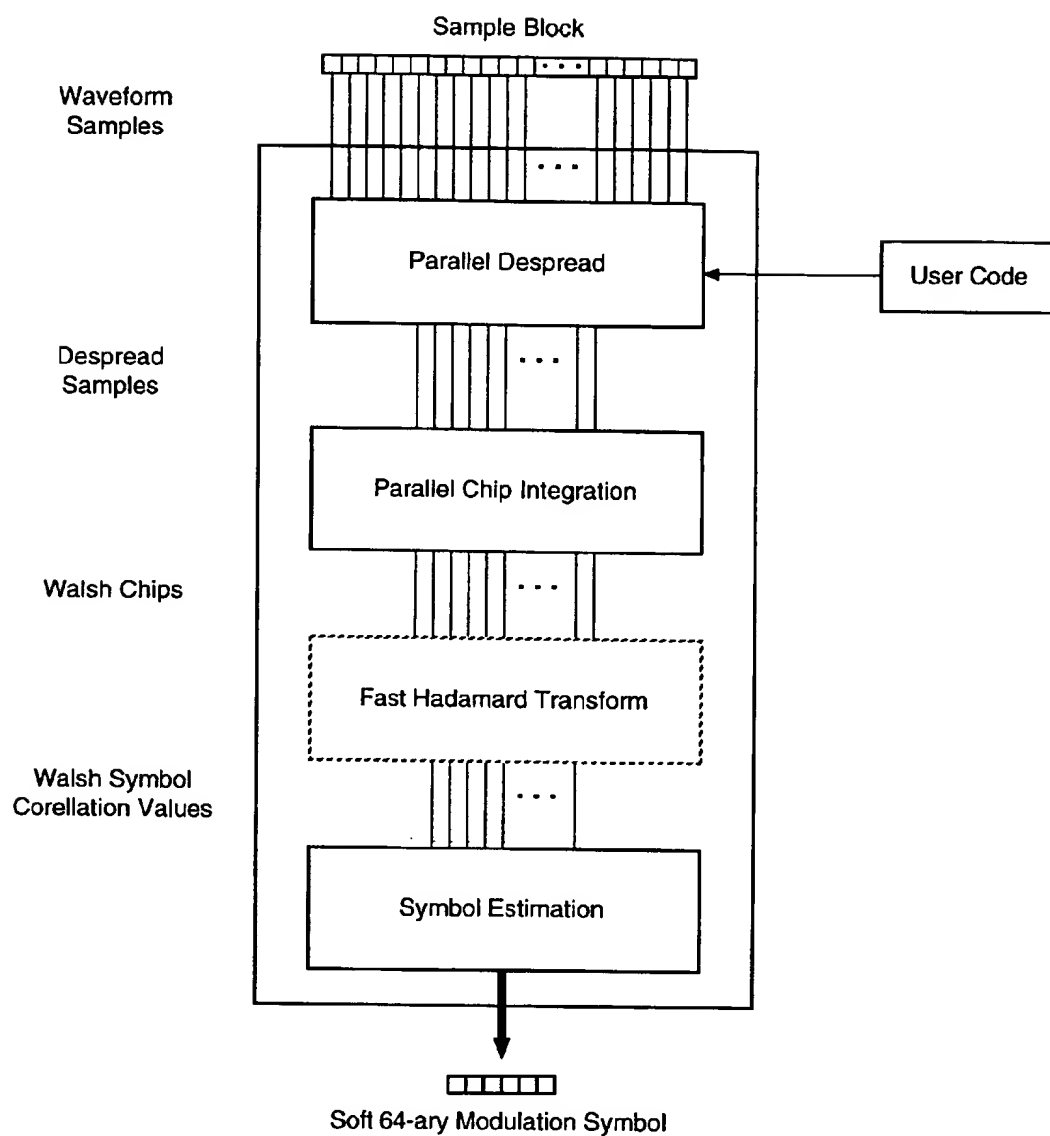 Sample Block
Waveform
Samples
Parallel Despread
User Code
Despread
Samples
Parallel Chip Integration
Walsh Chips
Fast Hadamard Transform
Walsh Symbol
Corellation Values
Symbol Estimation
Soft 64-ary Modulation Symbol